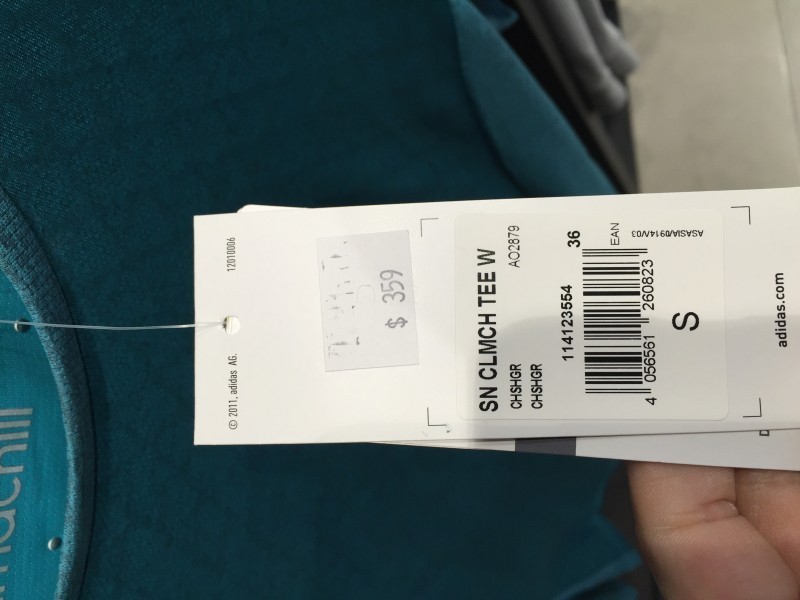 12010006
© 2011, adidas AG.
$ 359
SN CLMCH TEE W
AO2879
CHSHGR
CHSHGR
114123554
36
EAN
ASASIA/0914/V03
4 056561 260823
S
adidas.com